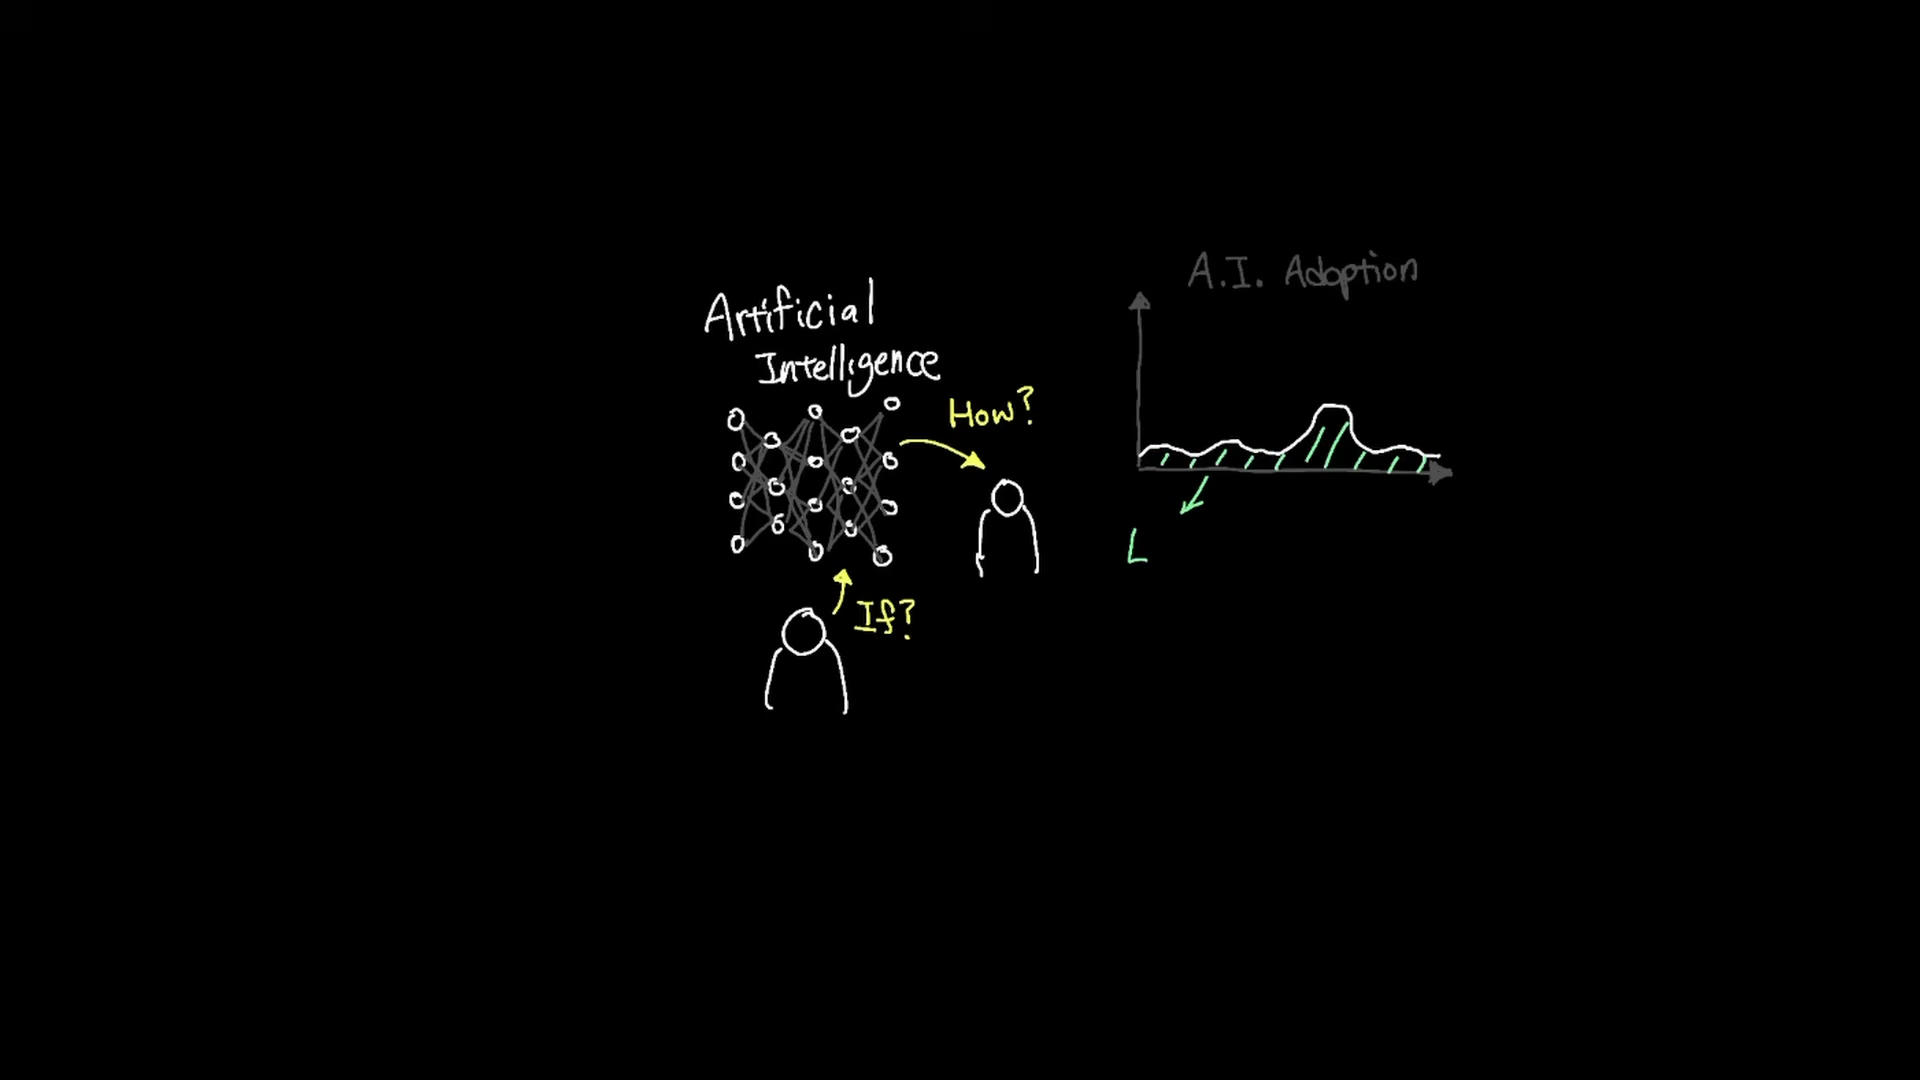 Artificial
Intelligence
How?
If?
A.I. Adoption
L